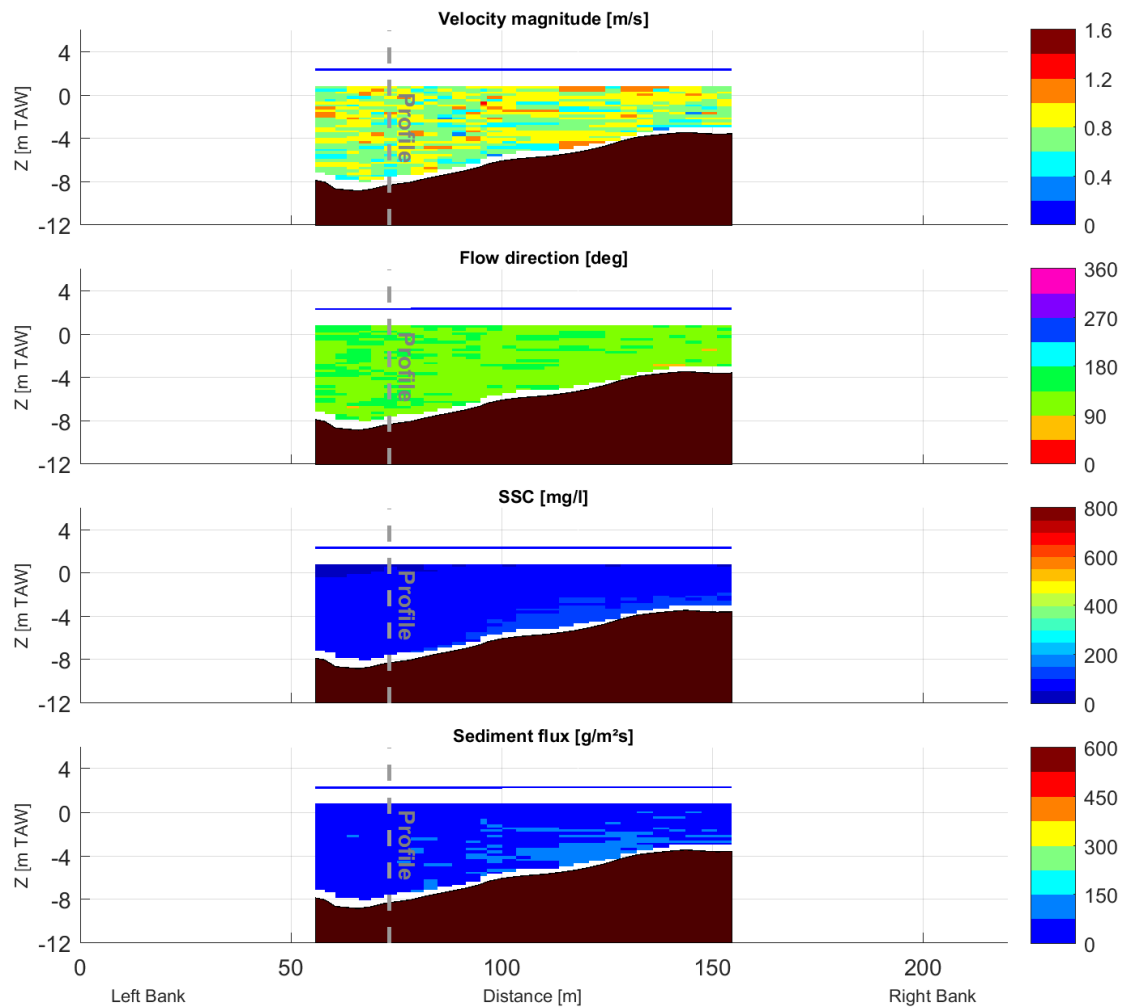 Velocity magnitude [m/s]
Z [m TAW]
4
0
-4
-8
-12
Profile
1.6
1.2
0.8
0.4
0
Flow direction [deg]
Z [m TAW]
4
0
-4
-8
-12
Profile
360
270
180
90
0
SSC [mg/l]
Z [m TAW]
4
0
-4
-8
-12
Profile
800
600
400
200
0
Sediment flux [g/m²s]
Z [m TAW]
4
0
-4
-8
-12
Profile
600
450
300
150
0
0 50 100 150 200
Left Bank Distance [m] Right Bank